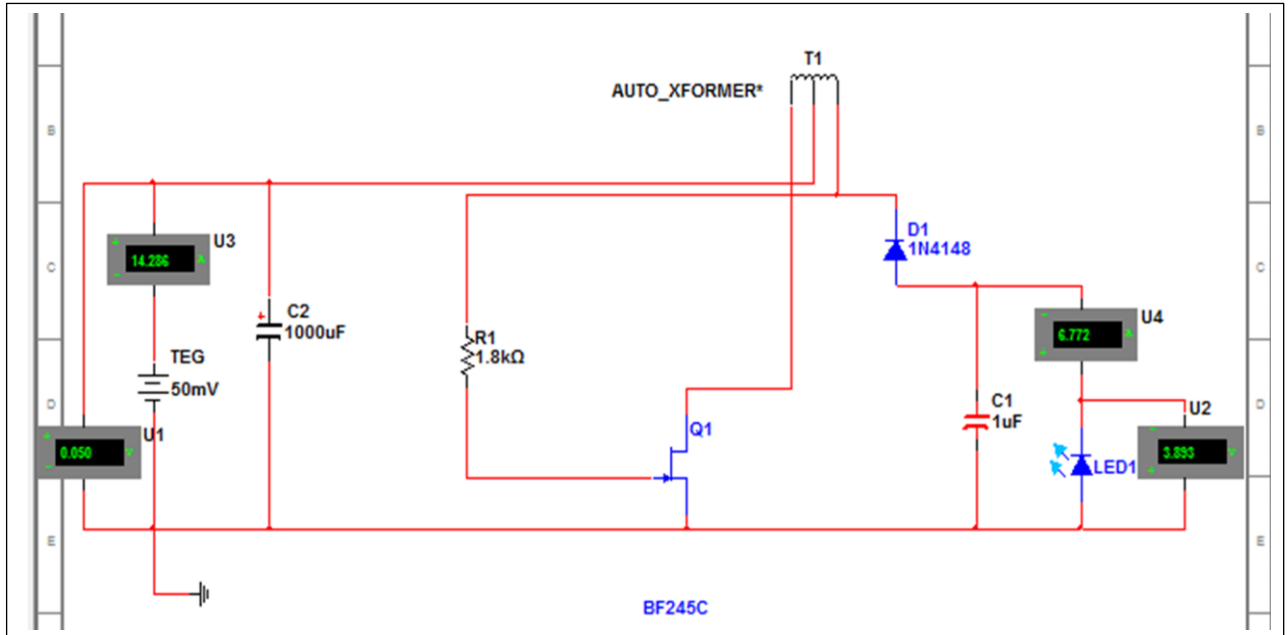 T1
AUTO_XFORMER*
B
B
U3
+
14.286
A
-
D1
1N4148
C
C
+
C2
1000uF
U4
-
6.772
A
+
R1
1.8kΩ
TEG
50mV
D
D
C1
1uF
U2
U1
+
0.050
V
-
Q1
-
3.893
V
+
LED1
E
E
BF245C